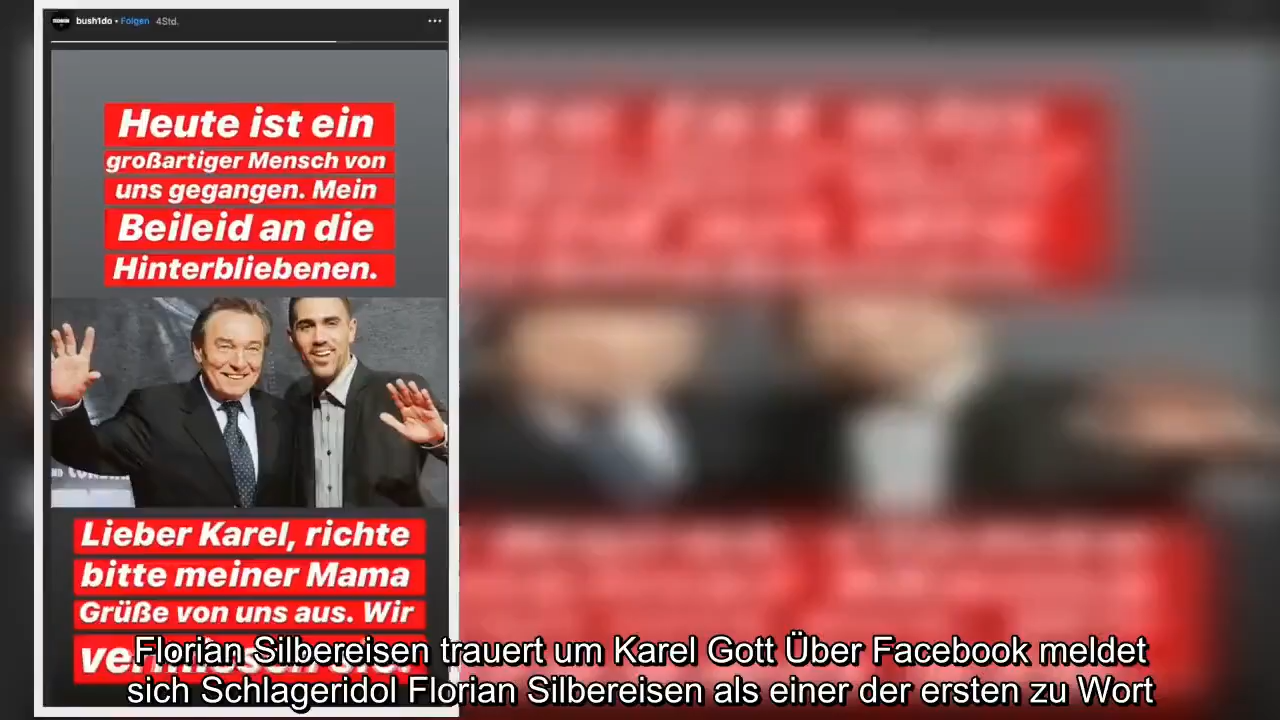 bush1do • Folgen 4Std.
Heute ist ein
großartiger Mensch von
uns gegangen. Mein
Beileid an die
Hinterbliebenen.
Lieber Karel, richte
bitte meiner Mama
Grüße von uns aus. Wir
Florian Silbereisen trauert um Karel Gott Über Facebook meldet
sich Schlageridol Florian Silbereisen als einer der ersten zu Wort